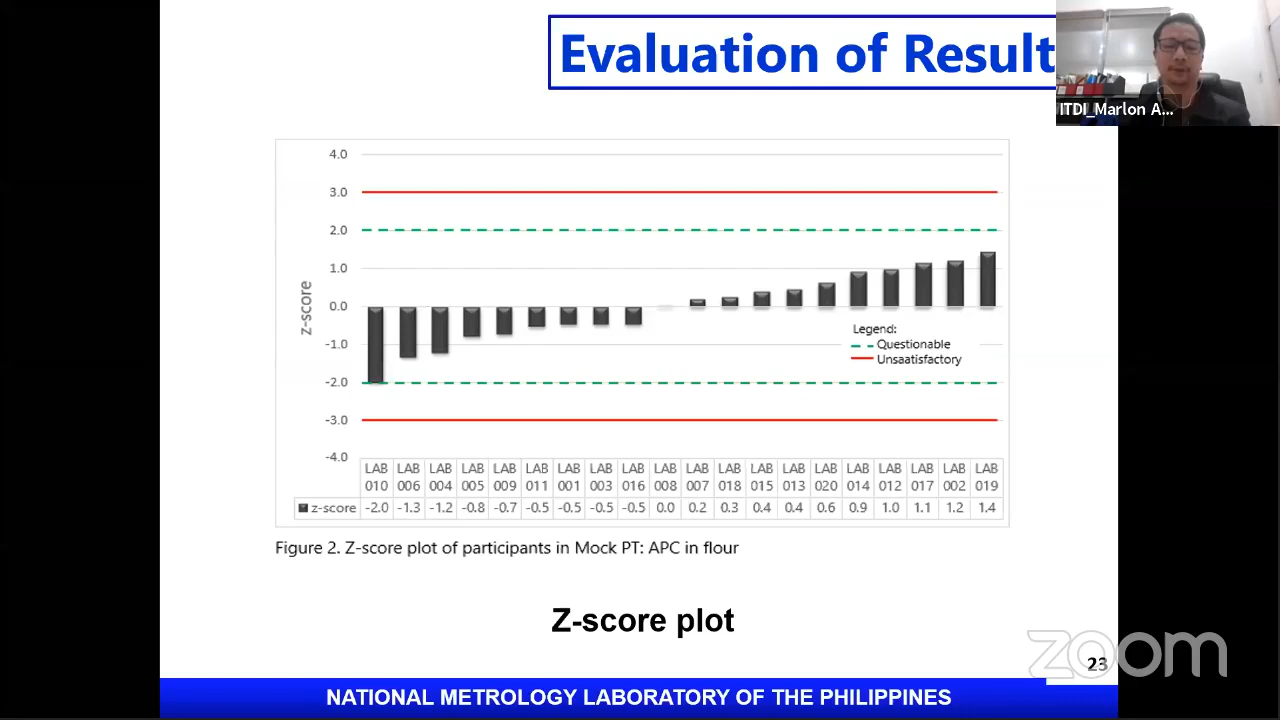 Evaluation of Result
ITDI_Marlon A...
4.0
3.0
2.0
1.0
0.0
-1.0
-2.0
-3.0
-4.0
z-score
Legend:
Questionable
Unsaatisfactory
LAB 010 LAB 006 LAB 004 LAB 005 LAB 009 LAB 011 LAB 001 LAB 003 LAB 016 LAB 008 LAB 007 LAB 018 LAB 015 LAB 013 LAB 020 LAB 014 LAB 012 LAB 017 LAB 002 LAB 019
z-score -2.0 -1.3 -1.2 -0.8 -0.7 -0.5 -0.5 -0.5 -0.5 0.0 0.2 0.3 0.4 0.4 0.6 0.9 1.0 1.1 1.2 1.4
Figure 2. Z-score plot of participants in Mock PT: APC in flour
Z-score plot
zoom
23
NATIONAL METROLOGY LABORATORY OF THE PHILIPPINES